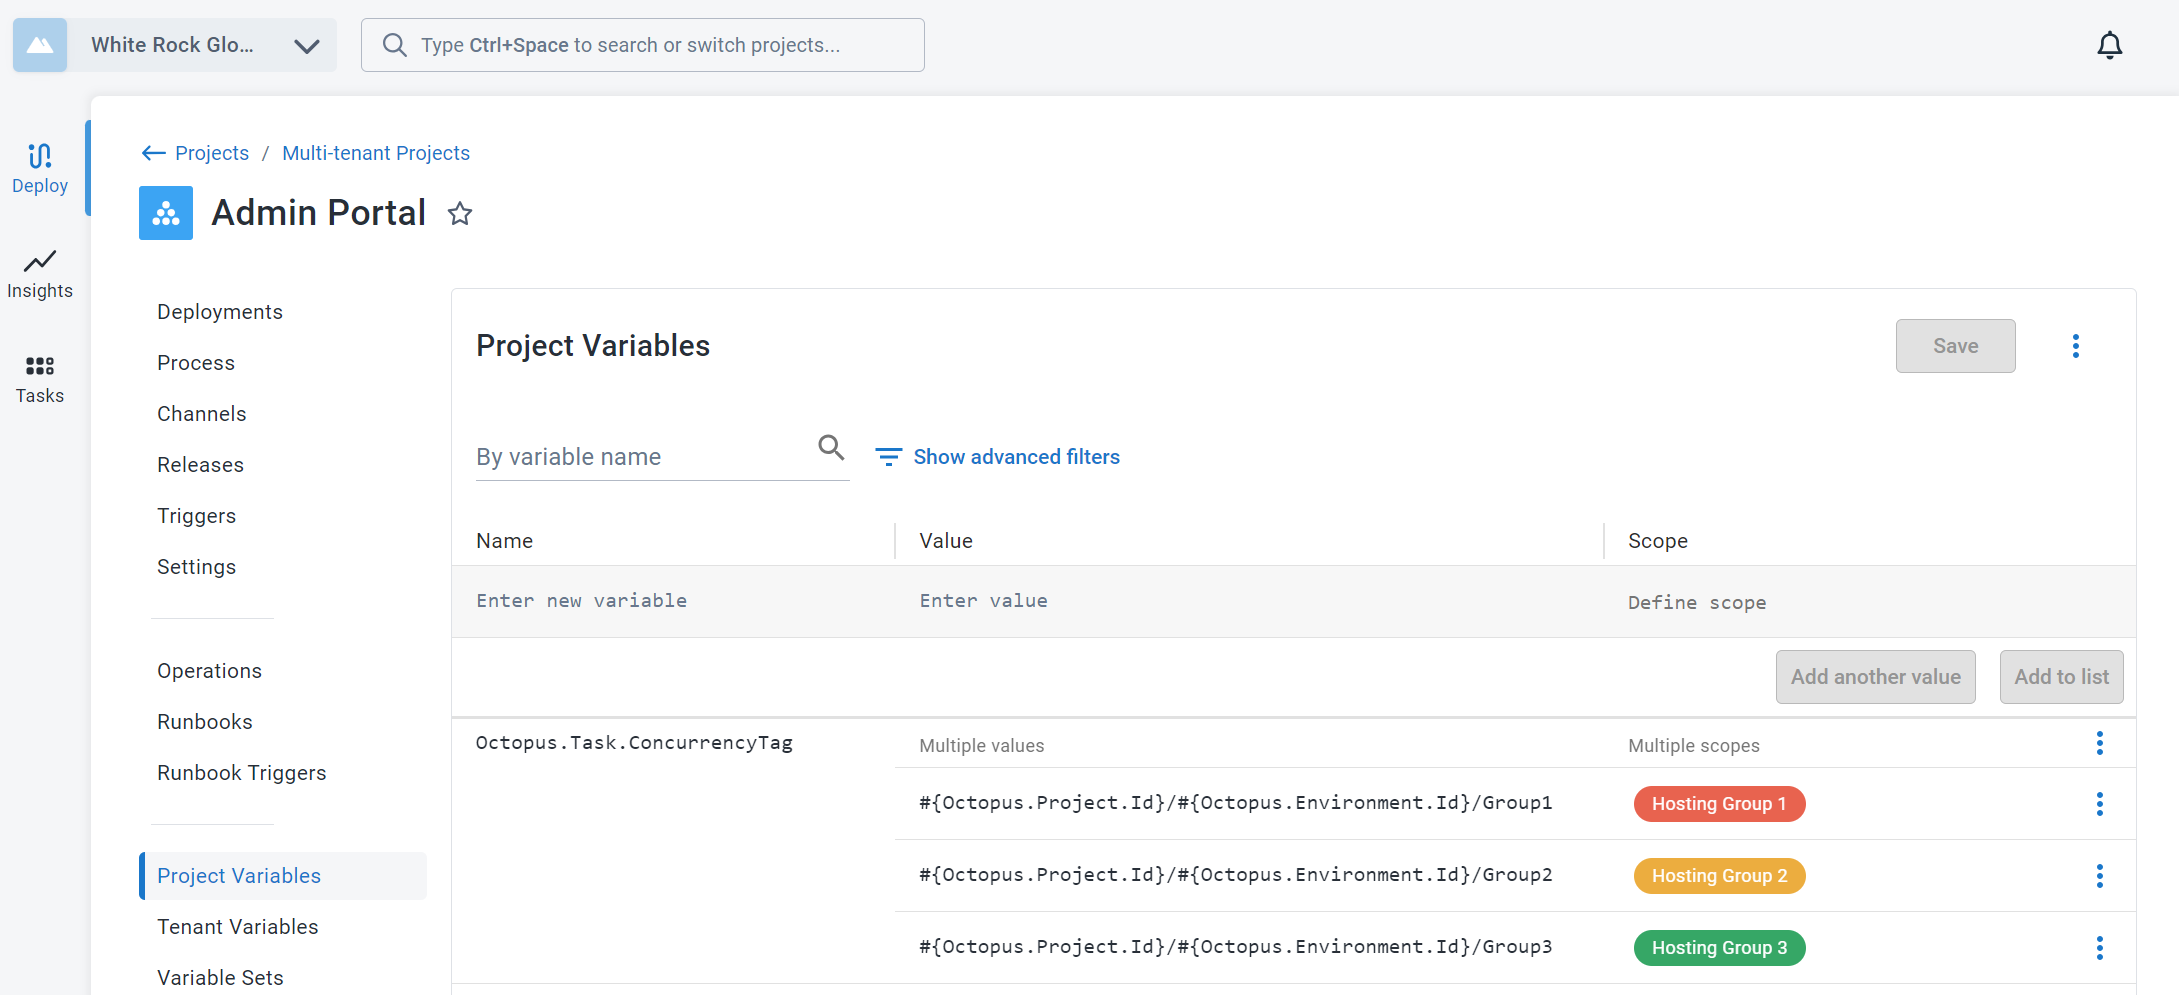 White Rock Glo...
Type Ctrl+Space to search or switch projects...
Deploy
Insights
Tasks
Projects / Multi-tenant Projects
Admin Portal
Deployments
Process
Channels
Releases
Triggers
Settings
Operations
Runbooks
Runbook Triggers
Project Variables
Tenant Variables
Variable Sets
Project Variables
Save
By variable name
Show advanced filters
Name Value Scope
Enter new variable Enter value Define scope
Add another value Add to list
Octopus.Task.ConcurrencyTag Multiple values Multiple scopes
#{Octopus.Project.Id}/#{Octopus.Environment.Id}/Group1 Hosting Group 1
#{Octopus.Project.Id}/#{Octopus.Environment.Id}/Group2 Hosting Group 2
#{Octopus.Project.Id}/#{Octopus.Environment.Id}/Group3 Hosting Group 3